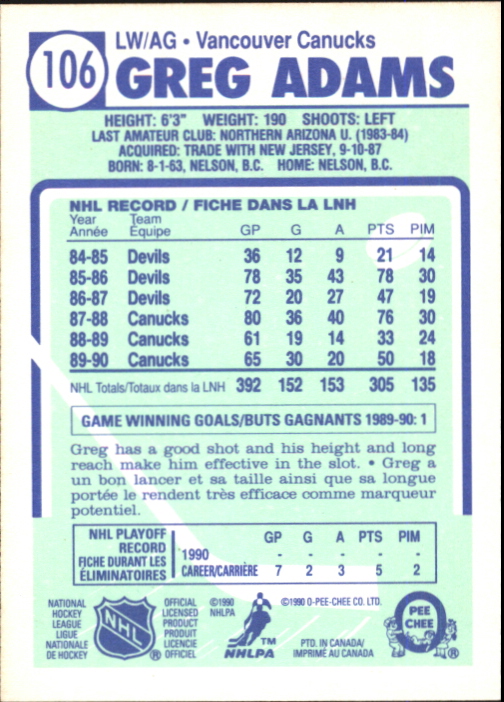 106
LW/AG • Vancouver Canucks
GREG ADAMS
HEIGHT: 6'3" WEIGHT: 190 SHOOTS: LEFT
LAST AMATEUR CLUB: NORTHERN ARIZONA U. (1983-84)
ACQUIRED: TRADE WITH NEW JERSEY, 9-10-87
BORN: 8-1-63, NELSON, B.C. HOME: NELSON, B.C.
NHL RECORD / FICHE DANS LA LNH
Year Team
Année Équipe GP G A PTS PIM
84-85 Devils 36 12 9 21 14
85-86 Devils 78 35 43 78 30
86-87 Devils 72 20 27 47 19
87-88 Canucks 80 36 40 76 30
88-89 Canucks 61 19 14 33 24
89-90 Canucks 65 30 20 50 18
NHL Totals/Totaux dans la LNH 392 152 153 305 135
GAME WINNING GOALS/BUTS GAGNANTS 1989-90: 1
Greg has a good shot and his height and long
reach make him effective in the slot. • Greg a
un bon lancer et sa taille ainsi que sa longue
portée le rendent très efficace comme marqueur
potentiel.
NHL PLAYOFF RECORD
FICHE DURANT LES ÉLIMINATOIRES
GP G A PTS PIM
1990 - - - - -
CAREER/CARRIÈRE 7 2 3 5 2
NATIONAL
HOCKEY
LEAGUE
LIGUE
NATIONALE
DE HOCKEY
NHL
®
OFFICIAL
LICENSED
PRODUCT
PRODUIT
LICENCIE
OFFICIEL
©1990
NHLPA
TM
NHLPA
©1990 O-PEE-CHEE CO. LTD.
PTD. IN CANADA/
IMPRIMÉ AU CANADA
O
PEE
CHEE
®